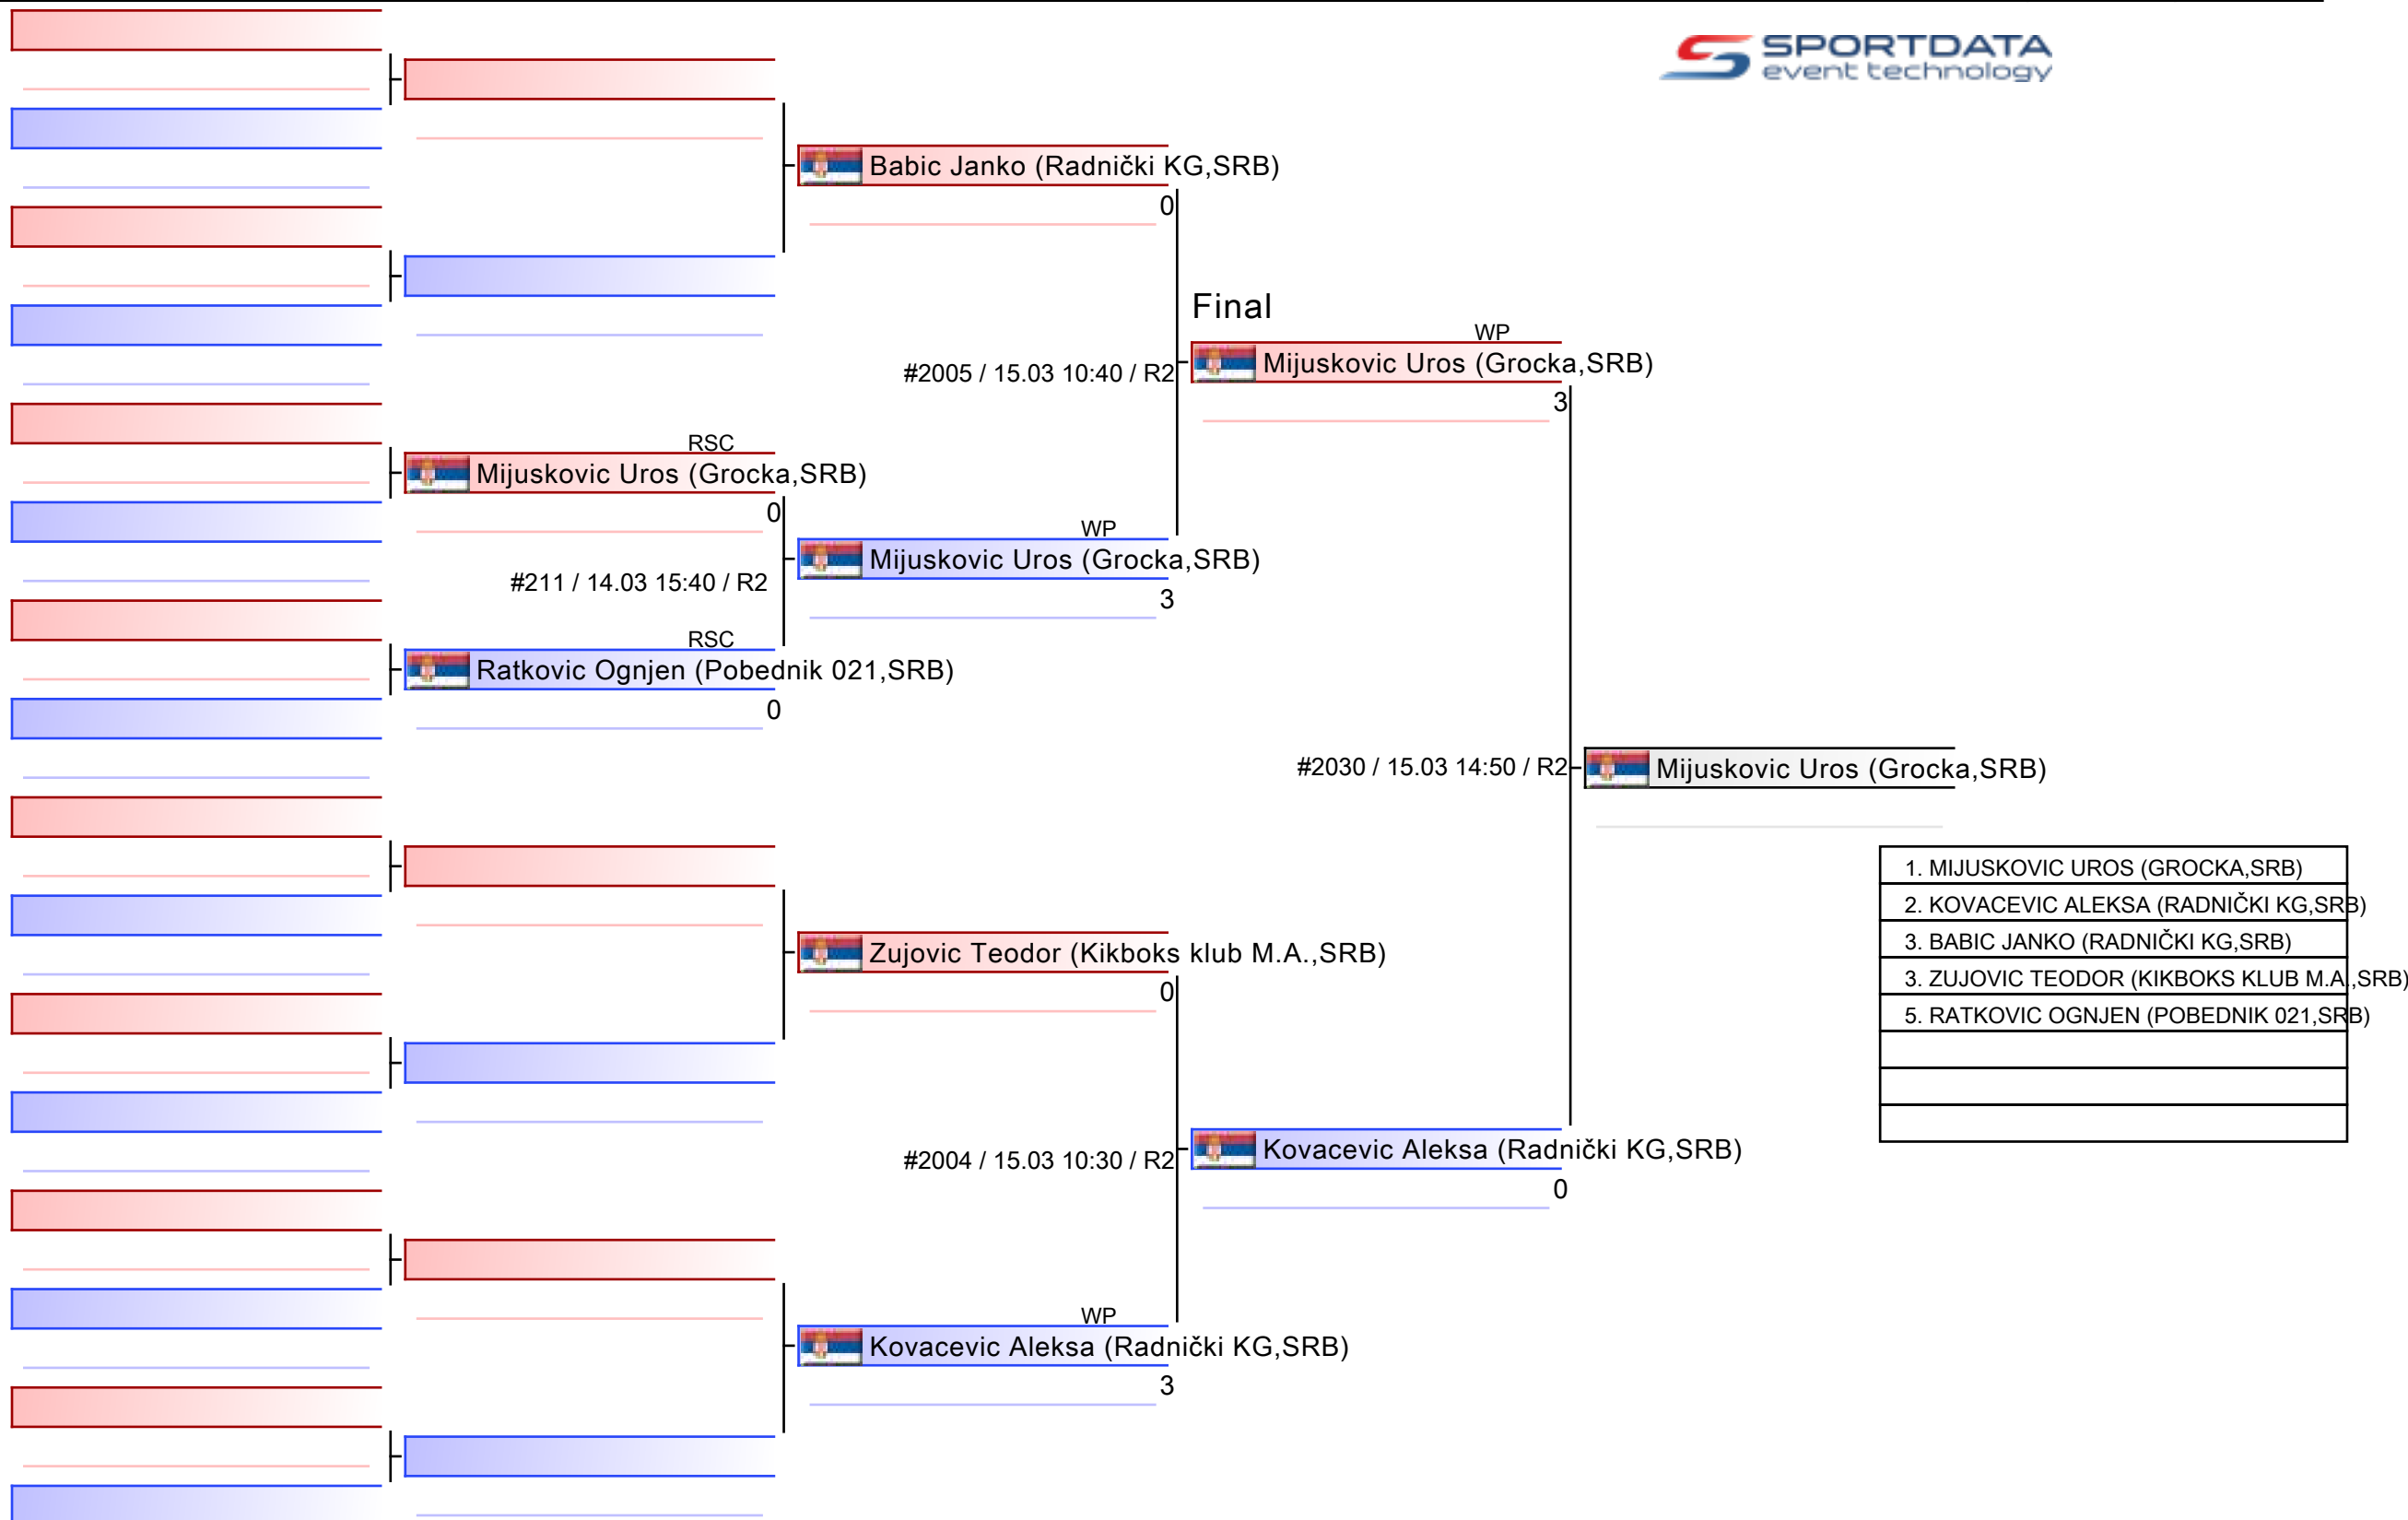 SPORTDATA
event technology
Babic Janko (Radnički KG,SRB)
0
Final
WP
#2005 / 15.03 10:40 / R2
Mijuskovic Uros (Grocka,SRB)
3
RSC
Mijuskovic Uros (Grocka,SRB)
0
WP
Mijuskovic Uros (Grocka,SRB)
#211 / 14.03 15:40 / R2
3
RSC
Ratkovic Ognjen (Pobednik 021,SRB)
0
#2030 / 15.03 14:50 / R2
Mijuskovic Uros (Grocka,SRB)
1. MIJUSKOVIC UROS (GROCKA,SRB)
2. KOVACEVIC ALEKSA (RADNIČKI KG,SRB)
3. BABIC JANKO (RADNIČKI KG,SRB)
3. ZUJOVIC TEODOR (KIKBOKS KLUB M.A.,SRB)
5. RATKOVIC OGNJEN (POBEDNIK 021,SRB)
Zujovic Teodor (Kikboks klub M.A.,SRB)
0
#2004 / 15.03 10:30 / R2
Kovacevic Aleksa (Radnički KG,SRB)
0
WP
Kovacevic Aleksa (Radnički KG,SRB)
3